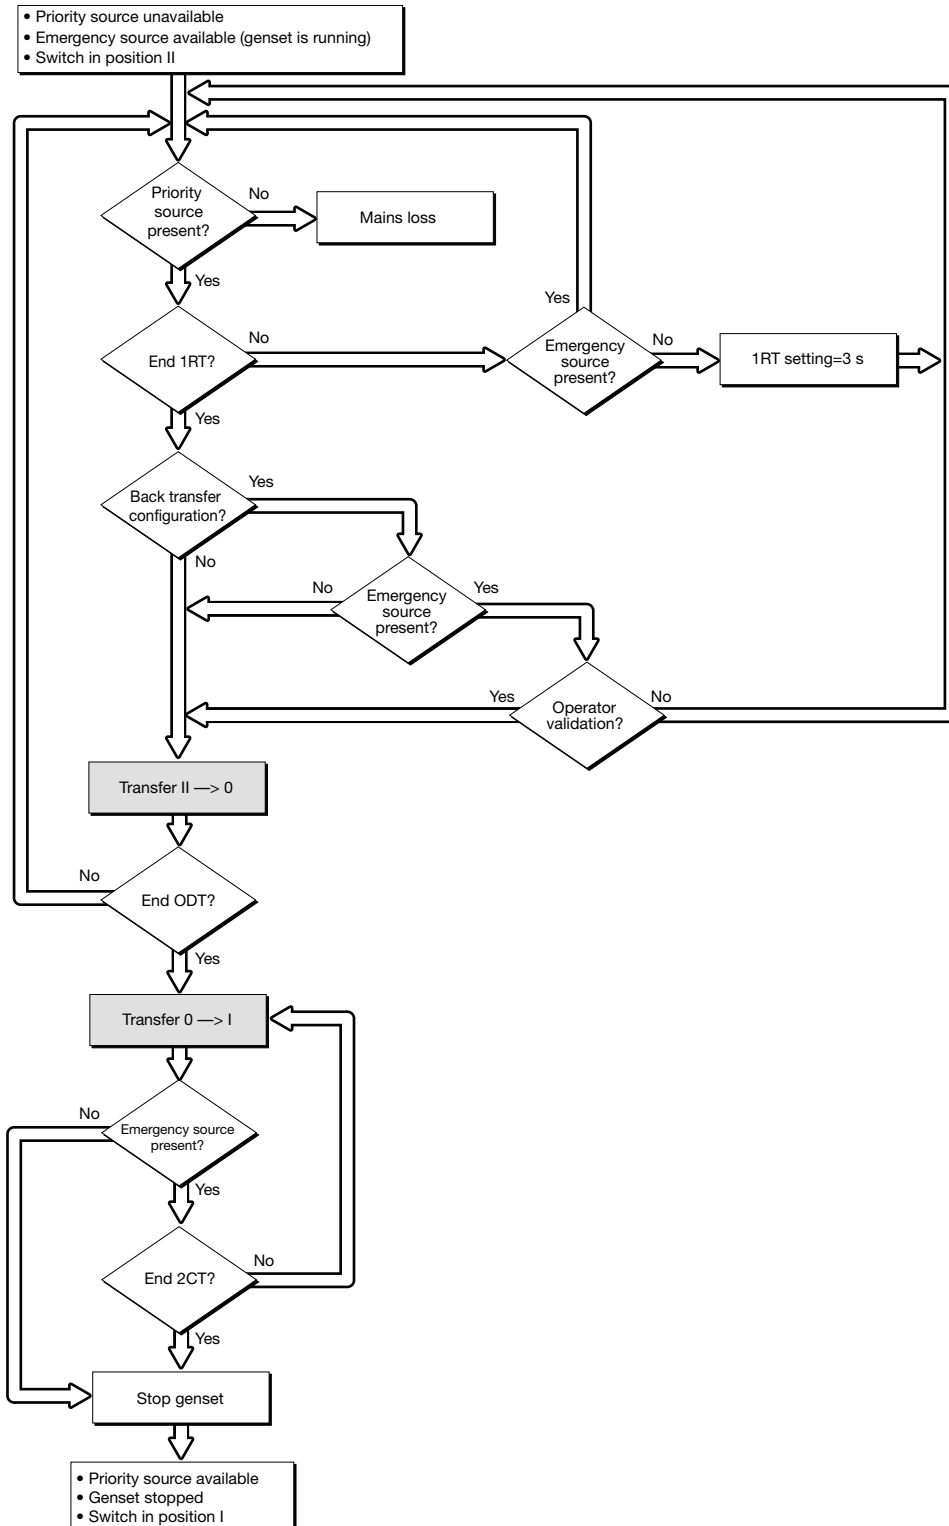 • Priority source unavailable
• Emergency source available (genset is running)
• Switch in position II
Priority
source
present?
No
Mains loss
Yes
End 1RT?
No
Yes
Emergency
source
present?
No
1RT setting=3 s
Yes
Back transfer
configuration?
Yes
No
No
Emergency
source
present?
Yes
Yes
Operator
validation?
No
Transfer II —> 0
No
End ODT?
Yes
Transfer 0 —> I
No
Emergency source
present?
Yes
End 2CT?
No
Yes
Stop genset
• Priority source available
• Genset stopped
• Switch in position I